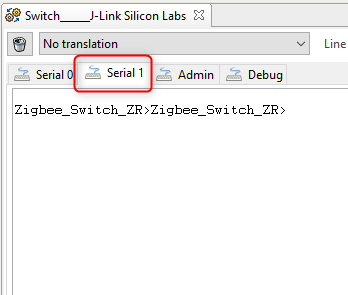 Switch_____J-Link Silicon Labs
No translation
Line
Serial 0
Serial 1
Admin
Debug
Zigbee_Switch_ZR>Zigbee_Switch_ZR>